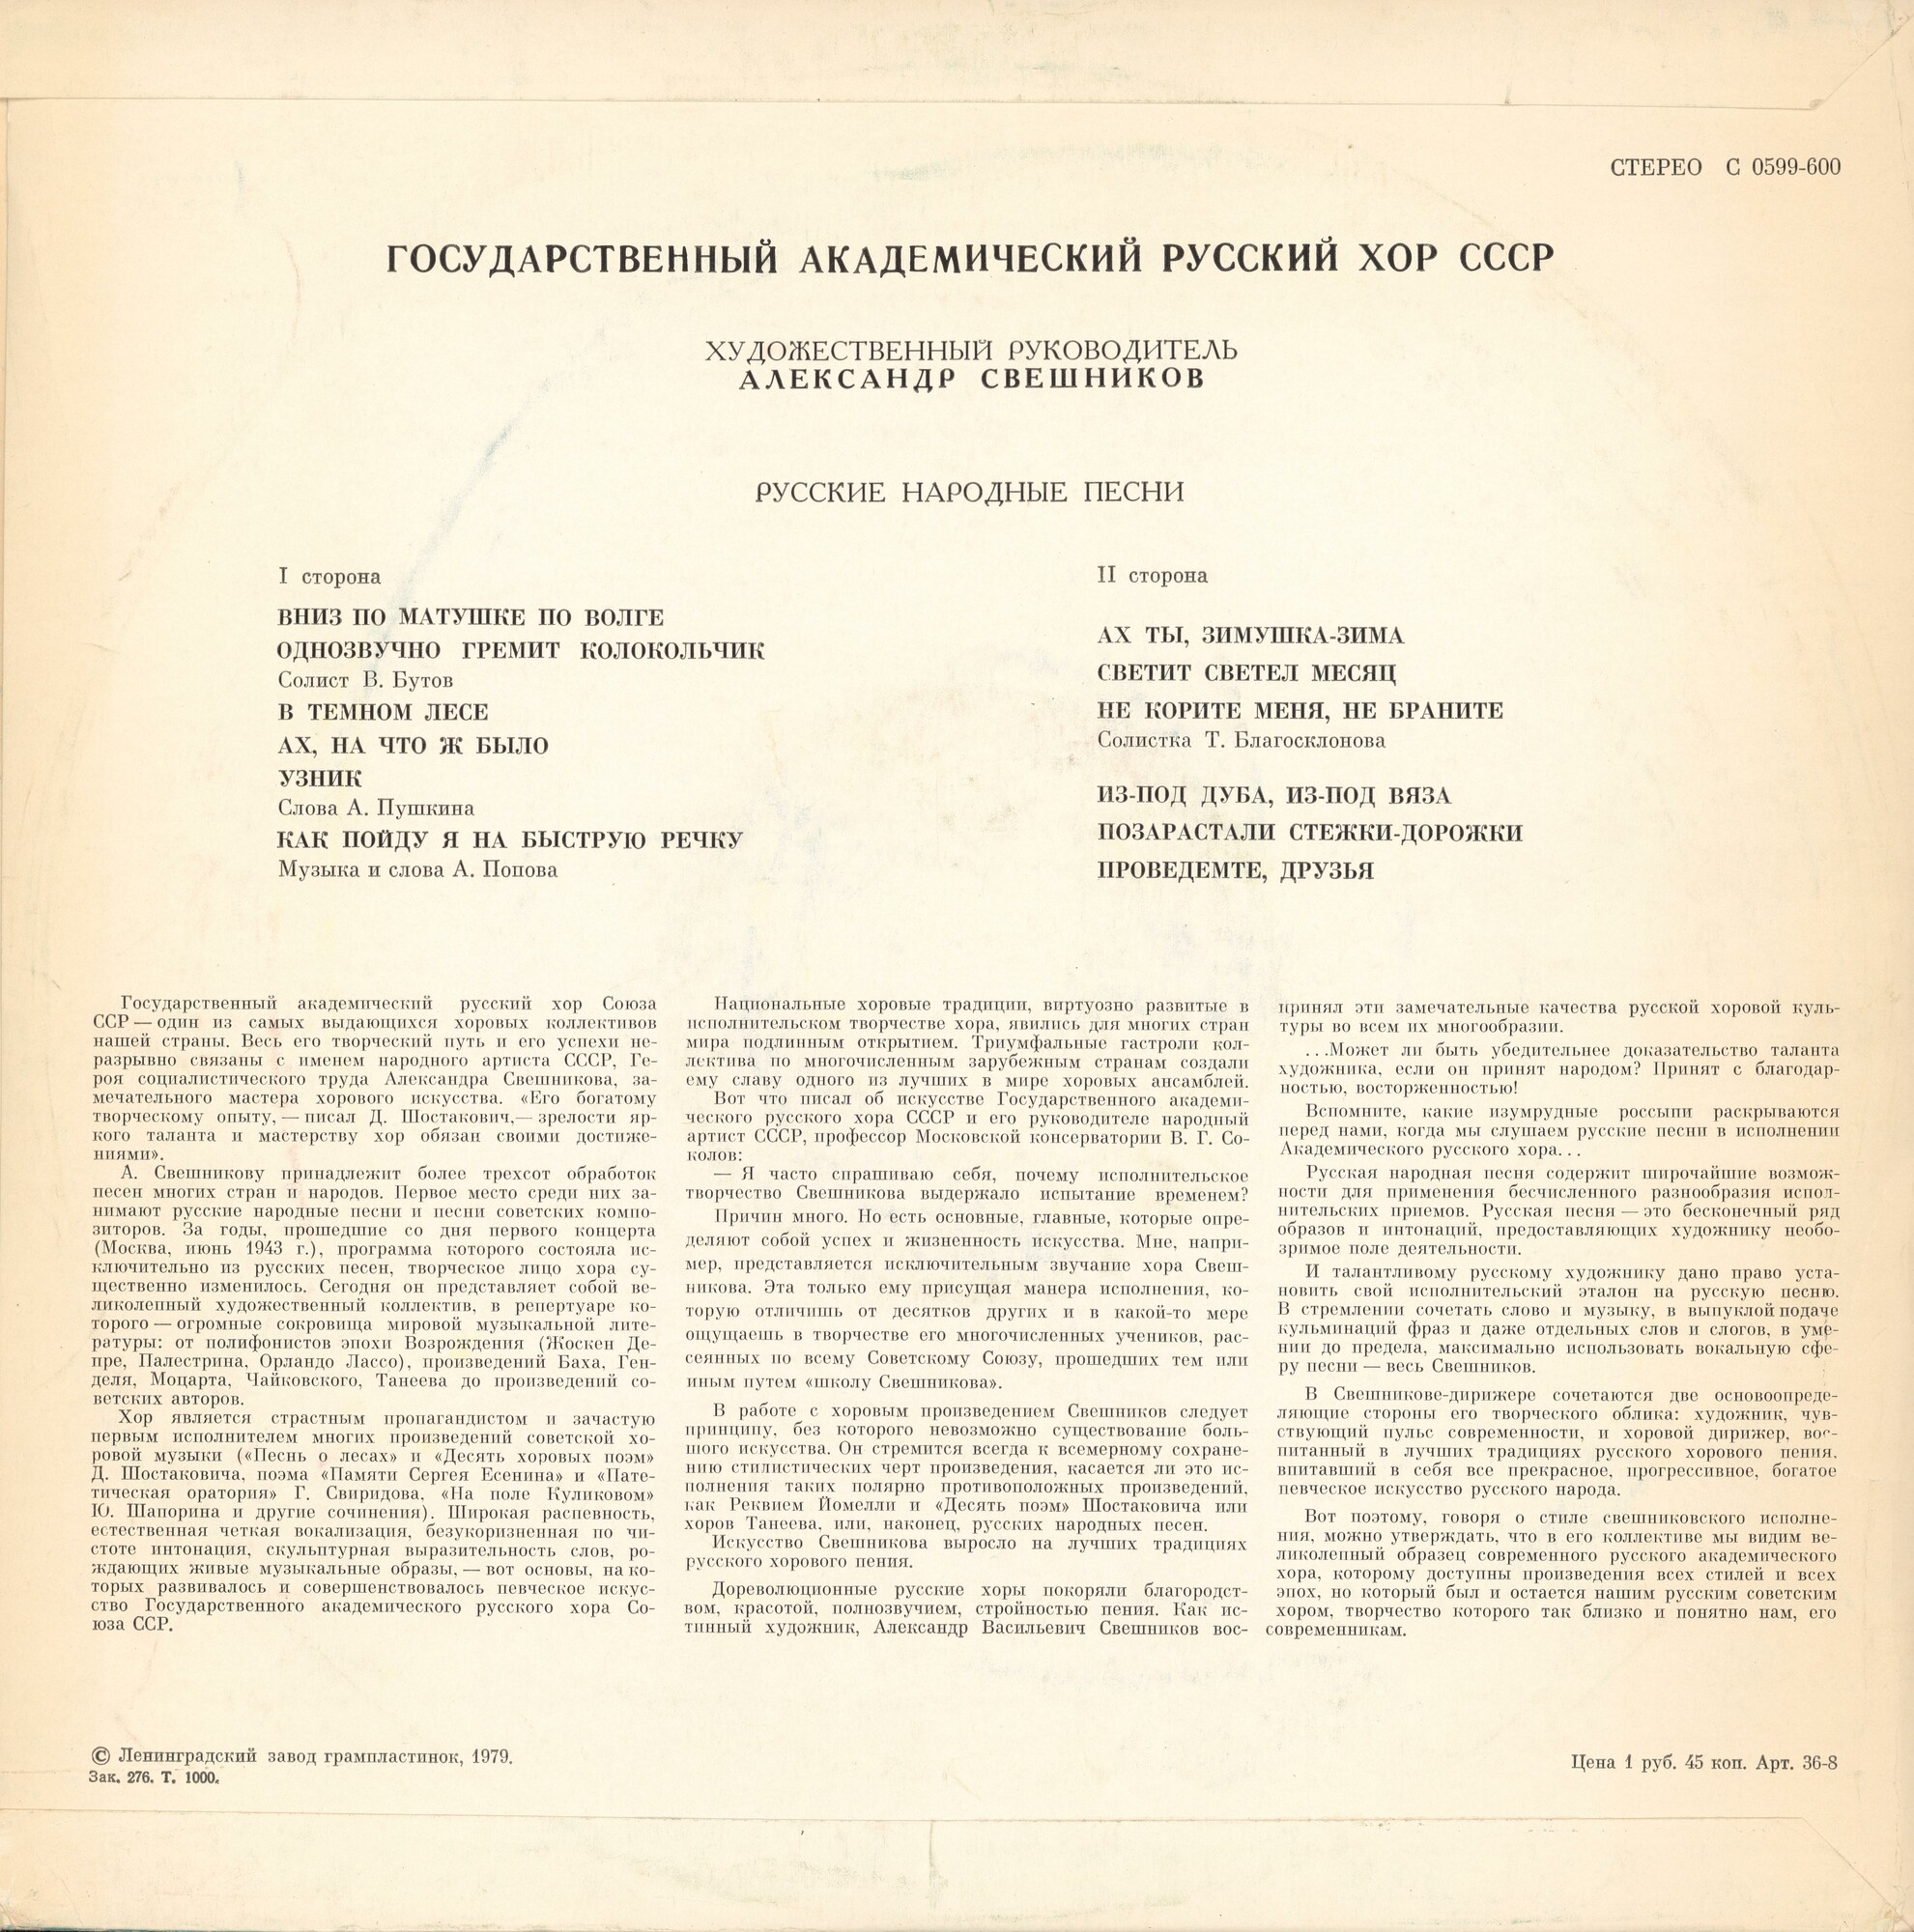 СТЕРЕО С 0599-600
ГОСУДАРСТВЕННЫЙ АКАДЕМИЧЕСКИЙ РУССКИЙ ХОР СССР
ХУДОЖЕСТВЕННЫЙ РУКОВОДИТЕЛЬ
АЛЕКСАНДР СВЕШНИКОВ
РУССКИЕ НАРОДНЫЕ ПЕСНИ
I сторона
ВНИЗ ПО МАТУШКЕ ПО ВОЛГЕ
ОДНОЗВУЧНО ГРЕМИТ КОЛОКОЛЬЧИК
Солист В. Бутов
В ТЕМНОМ ЛЕСЕ
АХ, НА ЧТО Ж БЫЛО
УЗНИК
Слова А. Пушкина
КАК ПОЙДУ Я НА БЫСТРУЮ РЕЧКУ
Музыка и слова А. Попова
II сторона
АХ ТЫ, ЗИМУШКА-ЗИМА
СВЕТИТ СВЕТЕЛ МЕСЯЦ
НЕ КОРИТЕ МЕНЯ, НЕ БРАНИТЕ
Солистка Т. Благосклонова
ИЗ-ПОД ДУБА, ИЗ-ПОД ВЯЗА
ПОЗАРАСТАЛИ СТЕЖКИ-ДОРОЖКИ
ПРОВЕДЕМТЕ, ДРУЗЬЯ
Государственный академический русский хор Союза
ССР — один из самых выдающихся хоровых коллективов
нашей страны. Весь его творческий путь и его успехи не-
разрывно связаны с именем народного артиста СССР, Ге-
роя социалистического труда Александра Свешникова, за-
мечательного мастера хорового искусства. «Его богатому
творческому опыту, — писал Д. Шостакович,— зрелости яр-
кого таланта и мастерству хор обязан своими достиже-
ниями».
А. Свешникову принадлежит более трехсот обработок
песен многих стран и народов. Первое место среди них за-
нимают русские народные песни и песни советских компо-
зиторов. За годы, прошедшие со дня первого концерта
(Москва, июнь 1943 г.), программа которого состояла ис-
ключительно из русских песен, творческое лицо хора су-
щественно изменилось. Сегодня он представляет собой ве-
ликолепный художественный коллектив, в репертуаре ко-
торого — огромные сокровища мировой музыкальной лите-
ратуры: от полифонистов эпохи Возрождения (Жоскен Де-
пре, Палестрина, Орландо Лассо), произведений Баха, Ген-
деля, Моцарта, Чайковского, Танеева до произведений со-
ветских авторов.
Хор является страстным пропагандистом и зачастую
первым исполнителем многих произведений советской хо-
ровой музыки («Песнь о лесах» и «Десять хоровых поэм»
Д. Шостаковича, поэма «Памяти Сергея Есенина» и «Пате-
тическая оратория» Г. Свиридова, «На поле Куликовом»
Ю. Шапорина и другие сочинения). Широкая распевность,
естественная четкая вокализация, безукоризненная по чи-
стоте интонация, скульптурная выразительность слов, ро-
ждающих живые музыкальные образы, — вот основы, на ко-
торых развивалось и совершенствовалось певческое искус-
ство Государственного академического русского хора Со-
юза ССР.
Национальные хоровые традиции, виртуозно развитые в
исполнительском творчестве хора, явились для многих стран
мира подлинным открытием. Триумфальные гастроли кол-
лектива по многочисленным зарубежным странам создали
ему славу одного из лучших в мире хоровых ансамблей.
Вот что писал об искусстве Государственного академи-
ческого русского хора СССР и его руководителе народный
артист СССР, профессор Московской консерватории В. Г. Со-
колов:
— Я часто спрашиваю себя, почему исполнительское
творчество Свешникова выдержало испытание временем?
Причин много. Но есть основные, главные, которые опре-
деляют собой успех и жизненность искусства. Мне, напри-
мер, представляется исключительным звучание хора Свеш-
никова. Эта только ему присущая манера исполнения, ко-
торую отличишь от десятков других и в какой-то мере
ощущаешь в творчестве его многочисленных учеников, рас-
сеянных по всему Советскому Союзу, прошедших тем или
иным путем «школу Свешникова».
В работе с хоровым произведением Свешников следует
принципу, без которого невозможно существование боль-
шого искусства. Он стремится всегда к всемерному сохране-
нию стилистических черт произведения, касается ли это ис-
полнения таких полярно противоположных произведений,
как Реквием Йомелли и «Десять поэм» Шостаковича или
хоров Танеева, или, наконец, русских народных песен.
Искусство Свешникова выросло на лучших традициях
русского хорового пения.
Дореволюционные русские хоры покоряли благородст-
вом, красотой, полнозвучием, стройностью пения. Как ис-
тинный художник, Александр Васильевич Свешников вос-
принял эти замечательные качества русской хоровой куль-
туры во всем их многообразии.
...Может ли быть убедительнее доказательство таланта
художника, если он принят народом? Принят с благодар-
ностью, восторженностью!
Вспомните, какие изумрудные россыпи раскрываются
перед нами, когда мы слушаем русские песни в исполнении
Академического русского хора...
Русская народная песня содержит широчайшие возмож-
ности для применения бесчисленного разнообразия испол-
нительских приемов. Русская песня — это бесконечный ряд
образов и интонаций, предоставляющих художнику необо-
зримое поле деятельности.
И талантливому русскому художнику дано право уста-
новить свой исполнительский эталон на русскую песню.
В стремлении сочетать слово и музыку, в выпуклой подаче
кульминаций фраз и даже отдельных слов и слогов, в уме-
нии до предела, максимально использовать вокальную сфе-
ру песни — весь Свешников.
В Свешникове-дирижере сочетаются две основоопреде-
ляющие стороны его творческого облика: художник, чув-
ствующий пульс современности, и хоровой дирижер, вос-
питанный в лучших традициях русского хорового пения,
впитавший в себя все прекрасное, прогрессивное, богатое
певческое искусство русского народа.
Вот поэтому, говоря о стиле свешниковского исполне-
ния, можно утверждать, что в его коллективе мы видим ве-
ликолепный образец современного русского академического
хора, которому доступны произведения всех стилей и всех
эпох, но который был и остается нашим русским советским
хором, творчество которого так близко и понятно нам, его
современникам.
© Ленинградский завод грампластинок, 1979.
Зак. 276. Т. 1000.
Цена 1 руб. 45 коп. Арт. 36-8